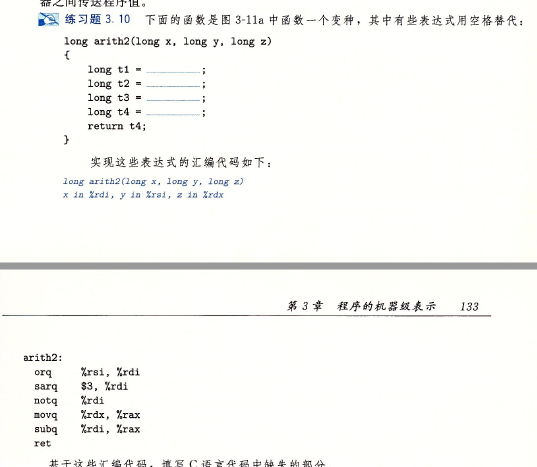 器之间传送程序值。
练习题 3.10 下面的函数是图 3-11a 中函数一个变种，其中有些表达式用空格替代：
long arith2(long x, long y, long z)
{
long t1 = ________;
long t2 = ________;
long t3 = ________;
long t4 = ________;
return t4;
}
实现这些表达式的汇编代码如下：
long arith2(long x, long y, long z)
x in %rdi, y in %rsi, z in %rdx
第 3 章 程序的机器级表示 133
arith2:
orq %rsi, %rdi
sarq $3, %rdi
notq %rdi
movq %rdx, %rax
subq %rdi, %rax
ret
基于这些汇编代码，填写 C 语言代码中缺失的部分